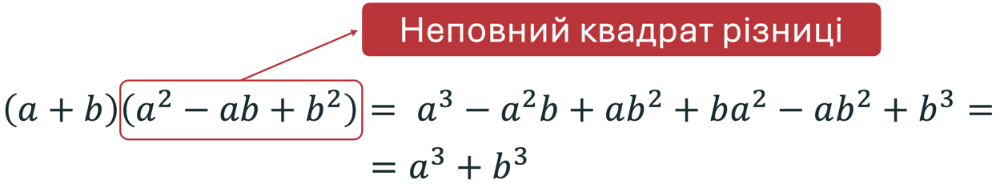 Неповний квадрат різниці
(a + b)(a² − ab + b²) = a³ − a²b + ab² + ba² − ab² + b³ =
= a³ + b³